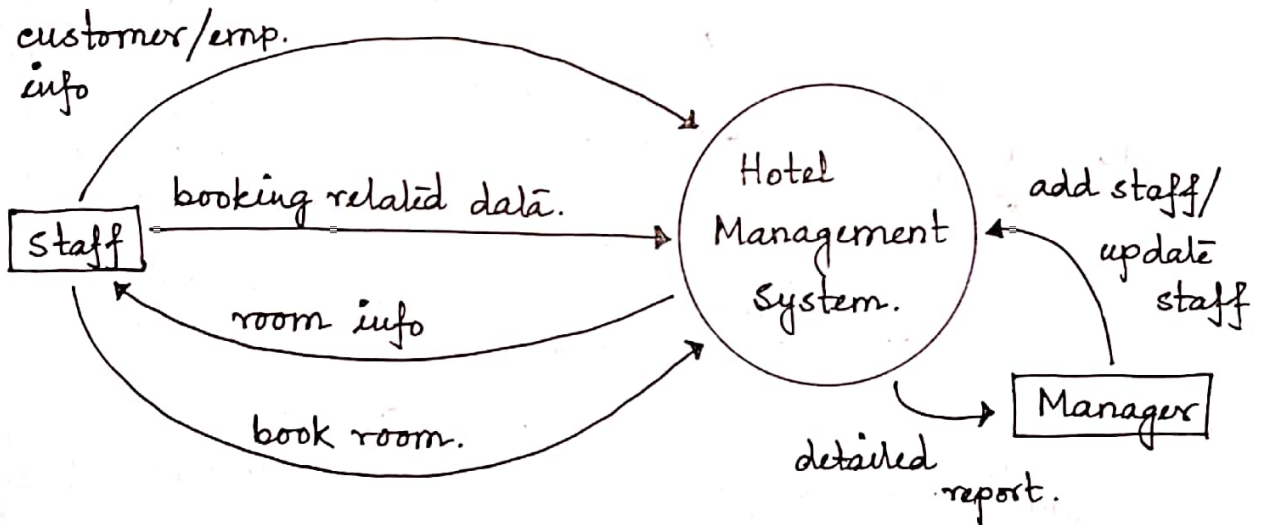 customer/emp.
info
booking related data.
staff
room info
book room.
Hotel
Management
System.
add staff/
update
staff
Manager
detailed
report.